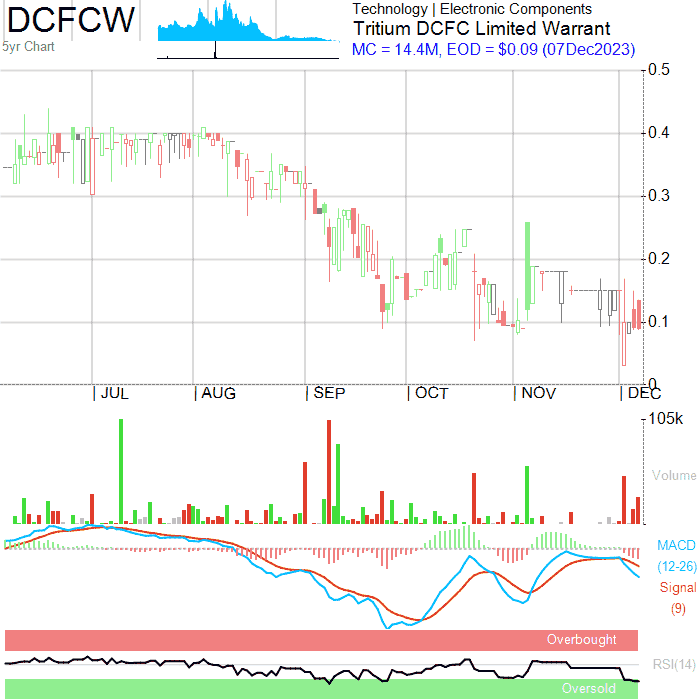 DCFCW
5yr Chart
Technology | Electronic Components
Tritium DCFC Limited Warrant
MC = 14.4M, EOD = $0.09 (07Dec2023)
0.5
0.4
0.3
0.2
0.1
0
JUL AUG SEP OCT NOV DEC
105k
Volume
MACD
(12-26)
Signal
(9)
Overbought
RSI(14)
Oversold